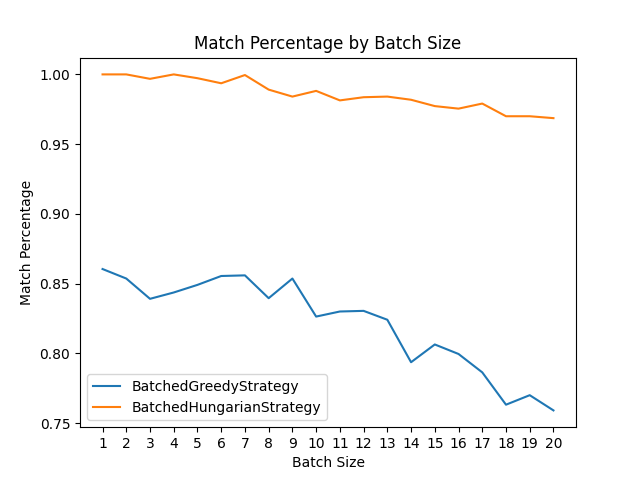 Match Percentage by Batch Size
Match Percentage
1.00
0.95
0.90
0.85
0.80
0.75
BatchedGreedyStrategy
BatchedHungarianStrategy
1 2 3 4 5 6 7 8 9 10 11 12 13 14 15 16 17 18 19 20
Batch Size